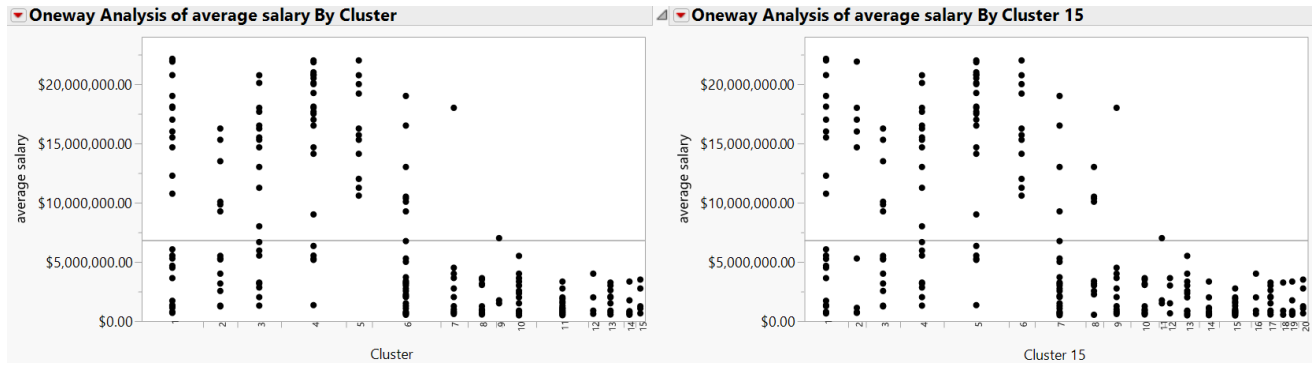 Oneway Analysis of average salary By Cluster
$20,000,000.00
$15,000,000.00
$10,000,000.00
$5,000,000.00
$0.00
average salary
1 2 3 4 5 6 7 8 9 10 11 12 13 14 15
Cluster
Oneway Analysis of average salary By Cluster 15
$20,000,000.00
$15,000,000.00
$10,000,000.00
$5,000,000.00
$0.00
average salary
1 2 3 4 5 6 7 8 9 10 11 12 13 14 15 16 17 18 19 20
Cluster 15